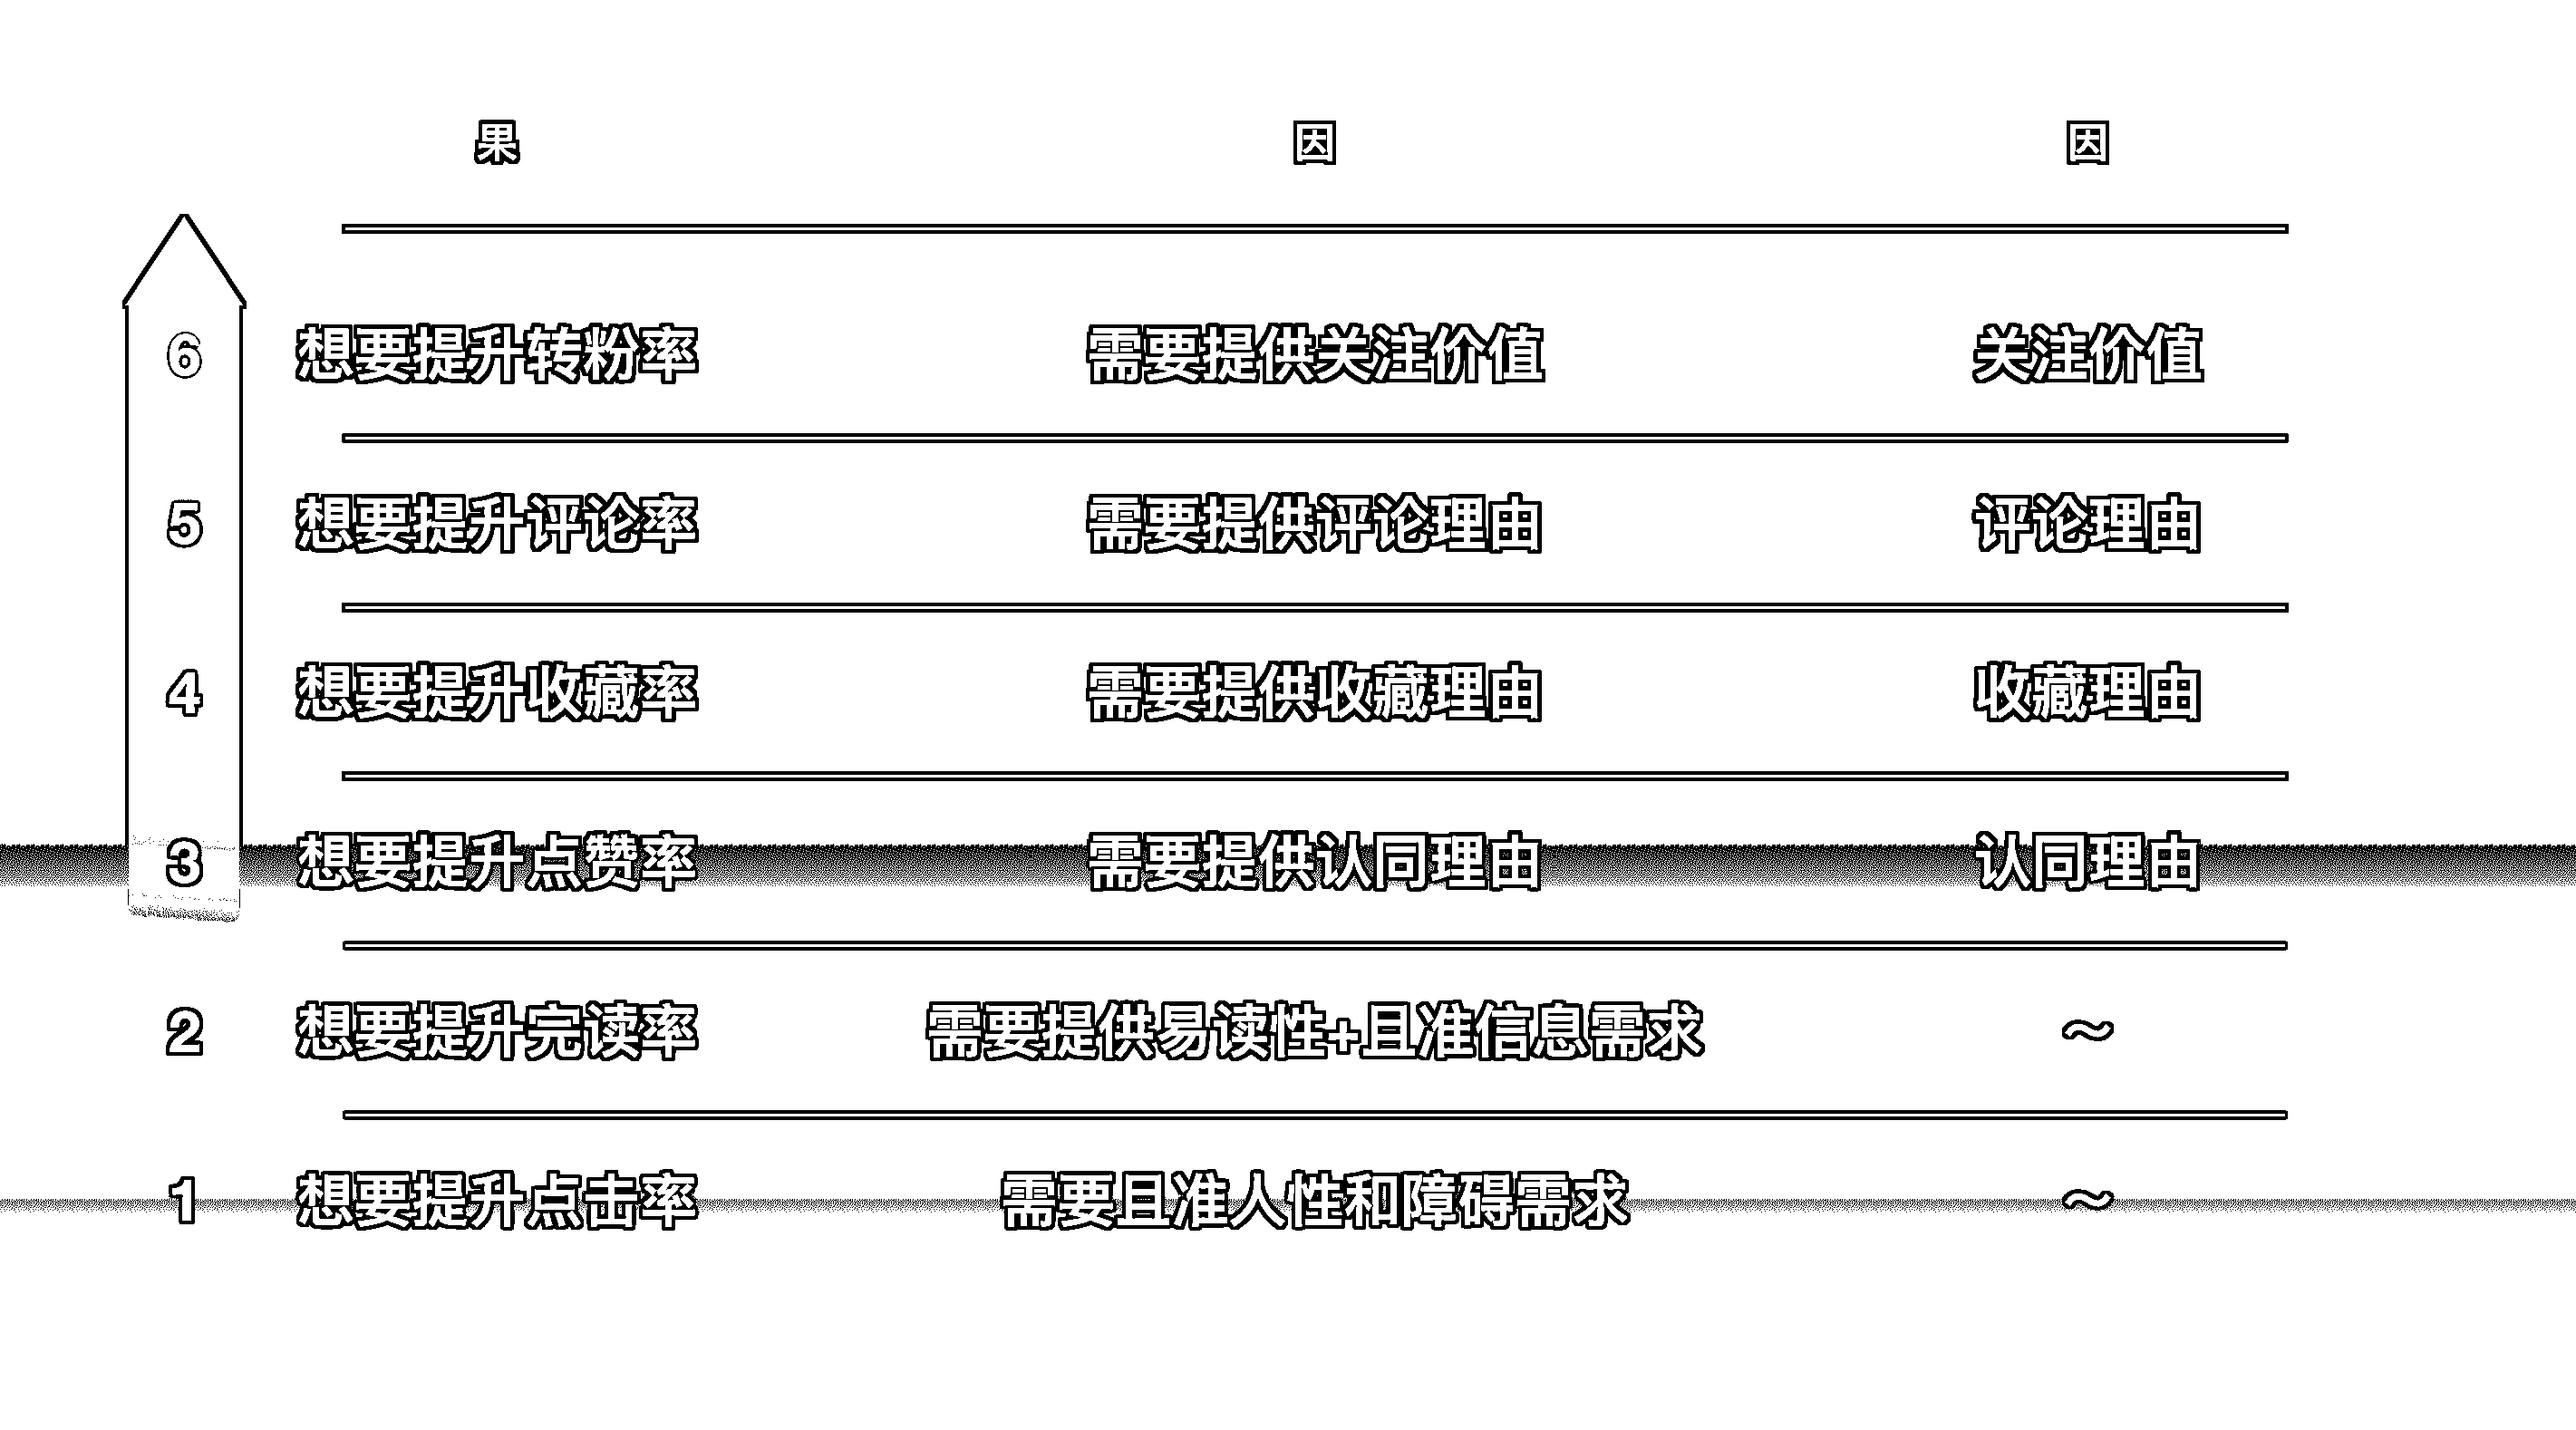 果 因 因
6 想要提升转粉率 需要提供关注价值 关注价值
5 想要提升评论率 需要提供评论理由 评论理由
4 想要提升收藏率 需要提供收藏理由 收藏理由
3 想要提升点赞率 需要提供认同理由 认同理由
2 想要提升完读率 需要提供易读性+且准信息需求 ～
1 想要提升点击率 需要且准人性和障碍需求 ～